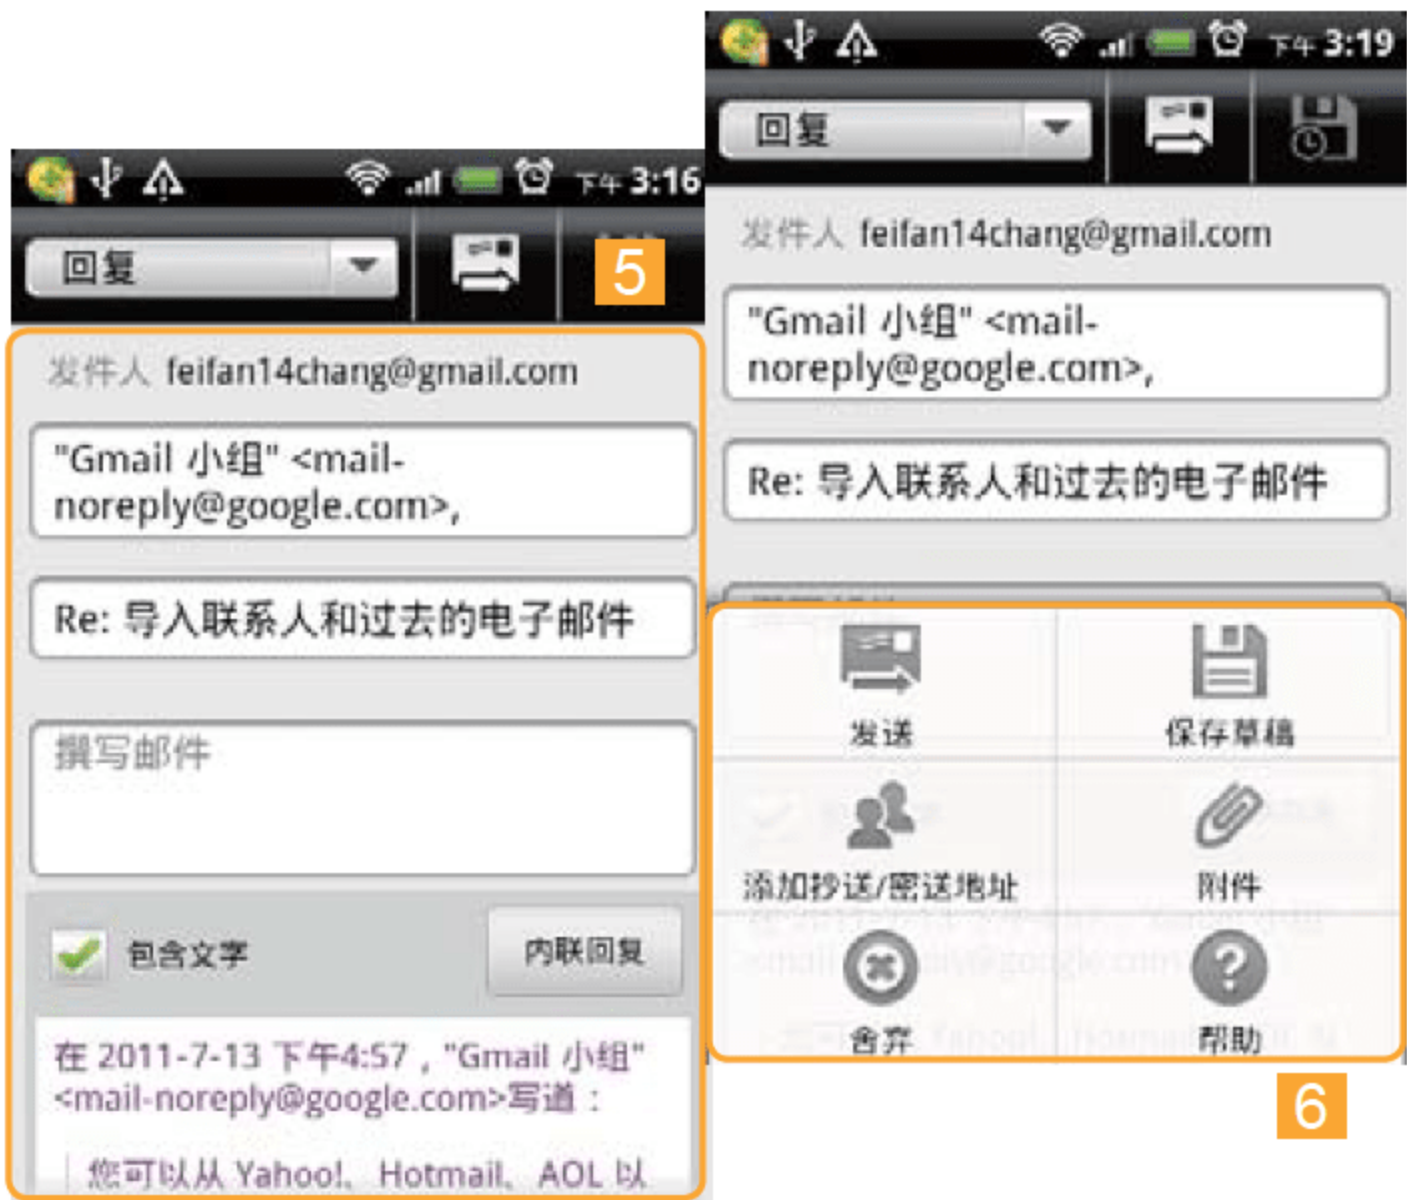 下午 3:16
回复
5
发件人 feifan14chang@gmail.com
"Gmail 小组" <mail-
noreply@google.com>,
Re: 导入联系人和过去的电子邮件
撰写邮件
包含文字
内联回复
在 2011-7-13 下午4:57 , "Gmail 小组"
<mail-noreply@google.com>写道：
您可以从 Yahoo!、Hotmail、AOL 以
下午 3:19
回复
发件人 feifan14chang@gmail.com
"Gmail 小组" <mail-
noreply@google.com>,
Re: 导入联系人和过去的电子邮件
发送
保存草稿
添加抄送/密送地址
附件
舍弃
帮助
6